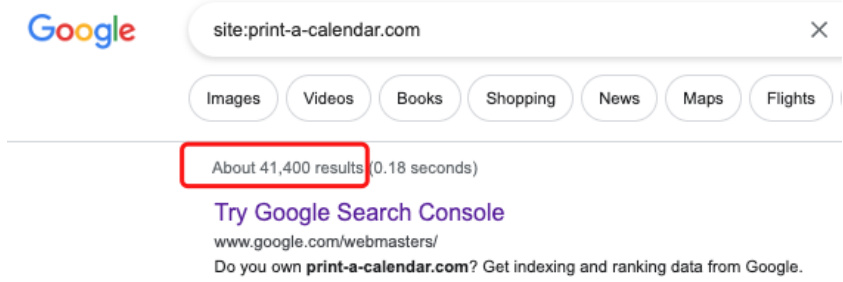 Google site:print-a-calendar.com
Images Videos Books Shopping News Maps Flights
About 41,400 results (0.18 seconds)
Try Google Search Console
www.google.com/webmasters/
Do you own print-a-calendar.com? Get indexing and ranking data from Google.